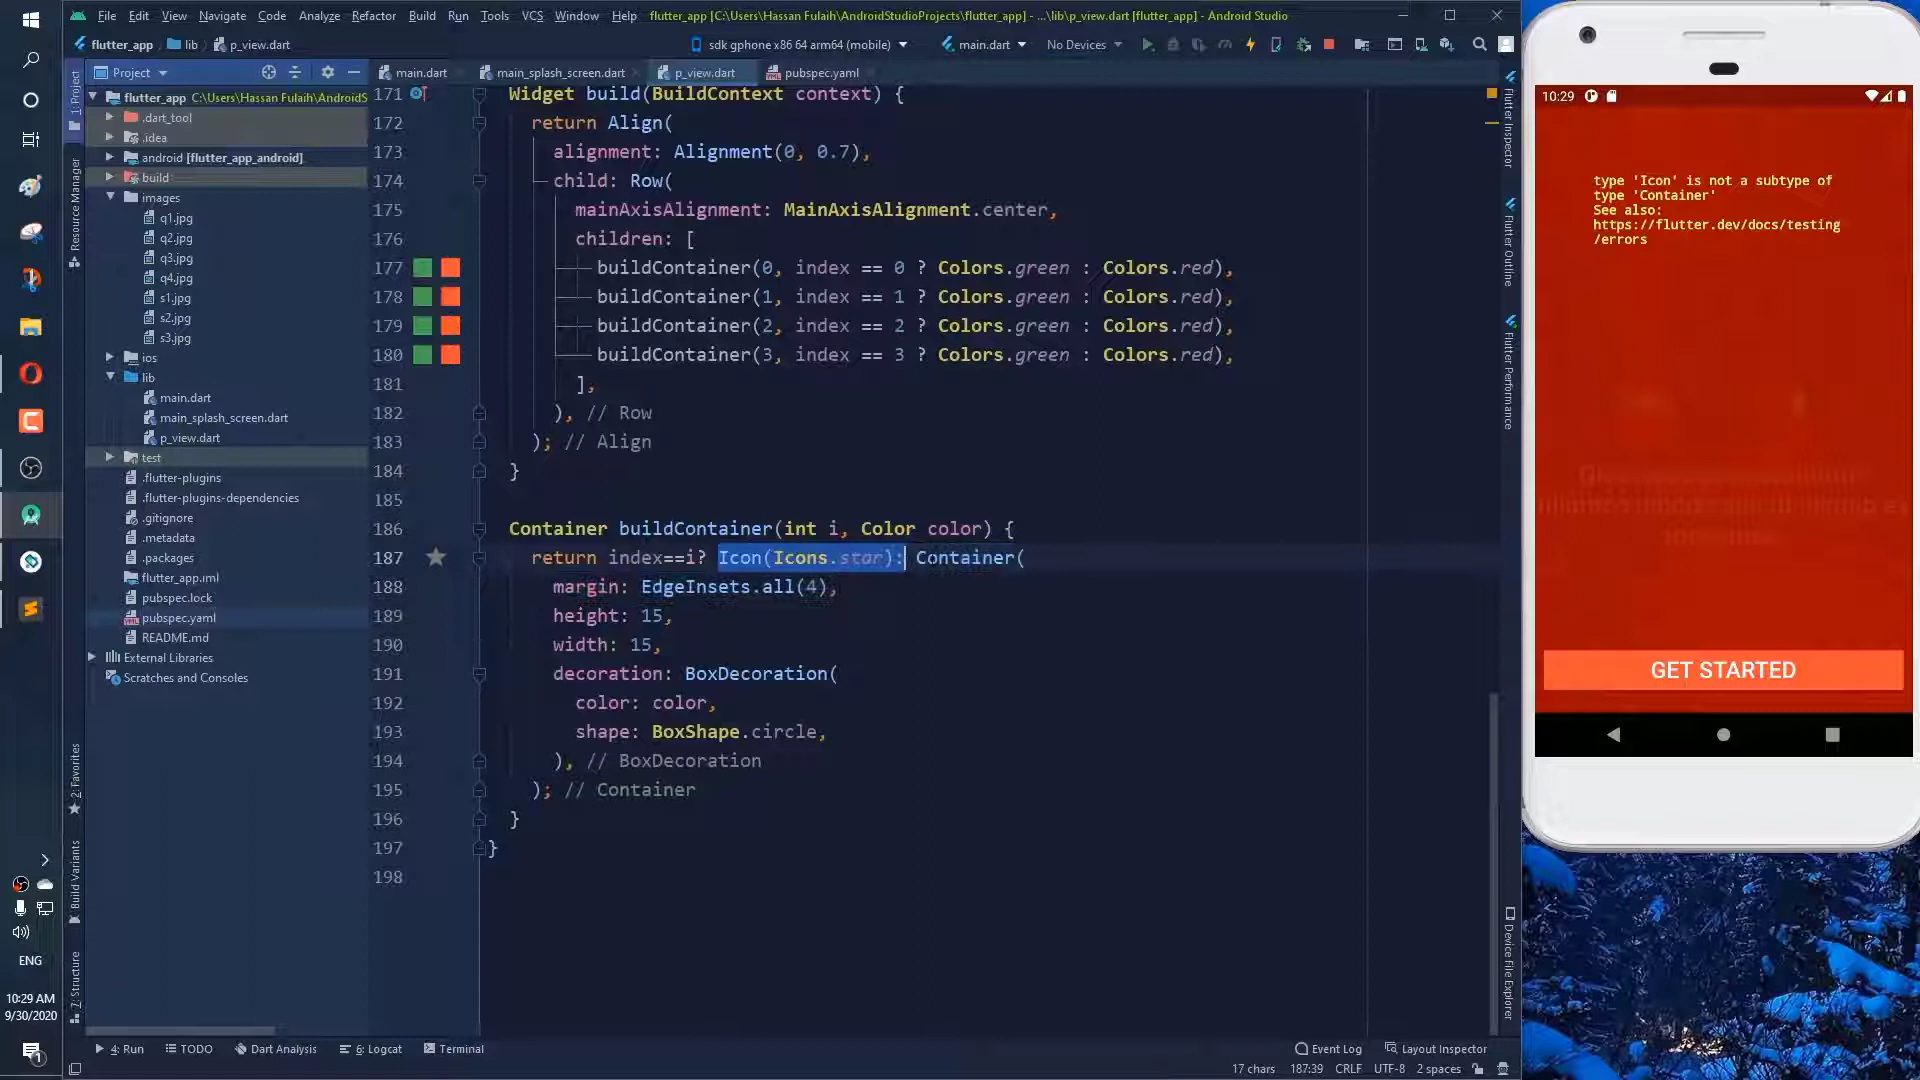 File Edit View Navigate Code Analyze Refactor Build Run Tools VCS Window Help flutter_app [C:\Users\Hassan Fulaih\AndroidStudioProjects\flutter_app] - ...\lib\p_view.dart [flutter_app] - Android Studio
flutter_app lib p_view.dart sdk gphone x86 64 arm64 (mobile) main.dart No Devices
Project main.dart main_splash_screen.dart p_view.dart pubspec.yaml
1: Project
Resource Manager
2: Favorites
Build Variants
7: Structure
flutter_app C:\Users\Hassan Fulaih\AndroidS
.dart_tool
.idea
android [flutter_app_android]
build
images
q1.jpg
q2.jpg
q3.jpg
q4.jpg
s1.jpg
s2.jpg
s3.jpg
ios
lib
main.dart
main_splash_screen.dart
p_view.dart
test
.flutter-plugins
.flutter-plugins-dependencies
.gitignore
.metadata
.packages
flutter_app.iml
pubspec.lock
pubspec.yaml
README.md
External Libraries
Scratches and Consoles
171 Widget build(BuildContext context) {
172 return Align(
173 alignment: Alignment(0, 0.7),
174 child: Row(
175 mainAxisAlignment: MainAxisAlignment.center,
176 children: [
177 buildContainer(0, index == 0 ? Colors.green : Colors.red),
178 buildContainer(1, index == 1 ? Colors.green : Colors.red),
179 buildContainer(2, index == 2 ? Colors.green : Colors.red),
180 buildContainer(3, index == 3 ? Colors.green : Colors.red),
181 ],
182 ), // Row
183 ); // Align
184 }
185
186 Container buildContainer(int i, Color color) {
187 return index==i? Icon(Icons.star): Container(
188 margin: EdgeInsets.all(4),
189 height: 15,
190 width: 15,
191 decoration: BoxDecoration(
192 color: color,
193 shape: BoxShape.circle,
194 ), // BoxDecoration
195 ); // Container
196 }
197 }
198
Flutter Inspector
Flutter Outline
Flutter Performance
Device File Explorer
10:29
type 'Icon' is not a subtype of
type 'Container'
See also:
https://flutter.dev/docs/testing
/errors
GET STARTED
ENG
10:29 AM
9/30/2020
1
4: Run TODO Dart Analysis 6: Logcat Terminal Event Log Layout Inspector
17 chars 187:39 CRLF UTF-8 2 spaces